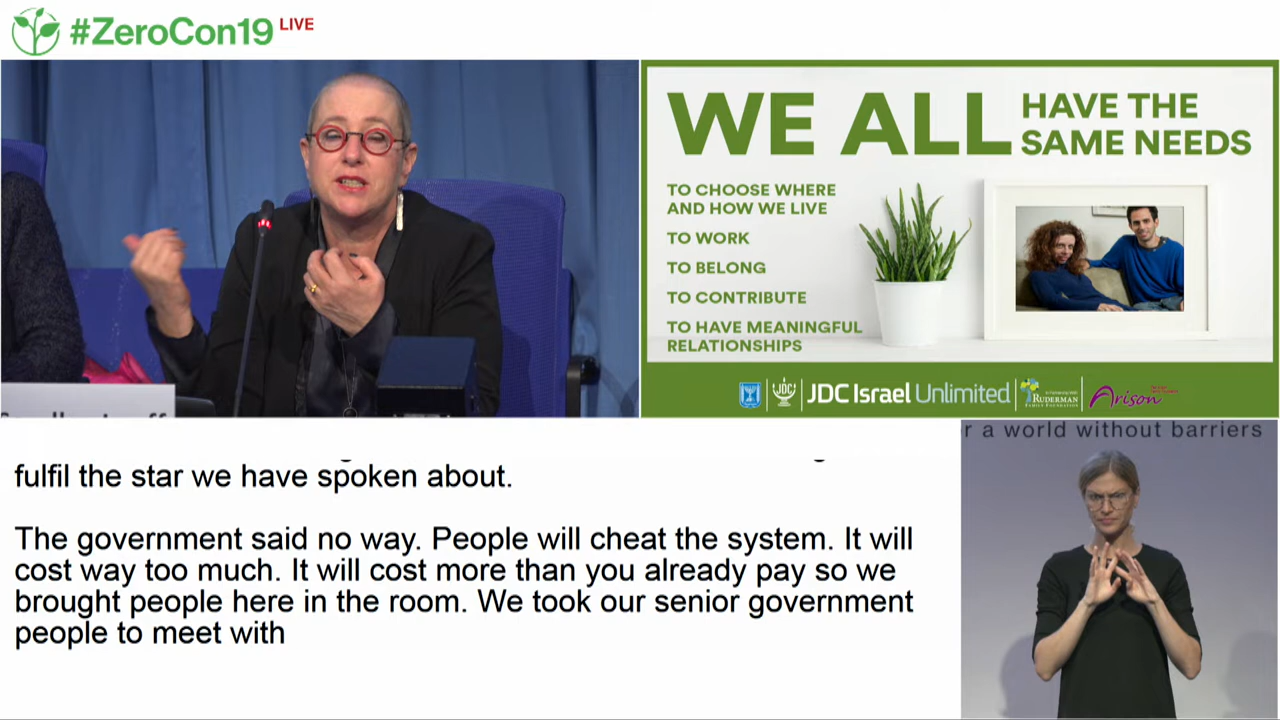 #ZeroCon19 LIVE
WE ALL HAVE THE
SAME NEEDS
TO CHOOSE WHERE
AND HOW WE LIVE
TO WORK
TO BELONG
TO CONTRIBUTE
TO HAVE MEANINGFUL
RELATIONSHIPS
JDC
JDC Israel Unlimited
RUDERMAN
FAMILY FOUNDATION
Arison
r a world without barriers
fulfil the star we have spoken about.
The government said no way. People will cheat the system. It will
cost way too much. It will cost more than you already pay so we
brought people here in the room. We took our senior government
people to meet with